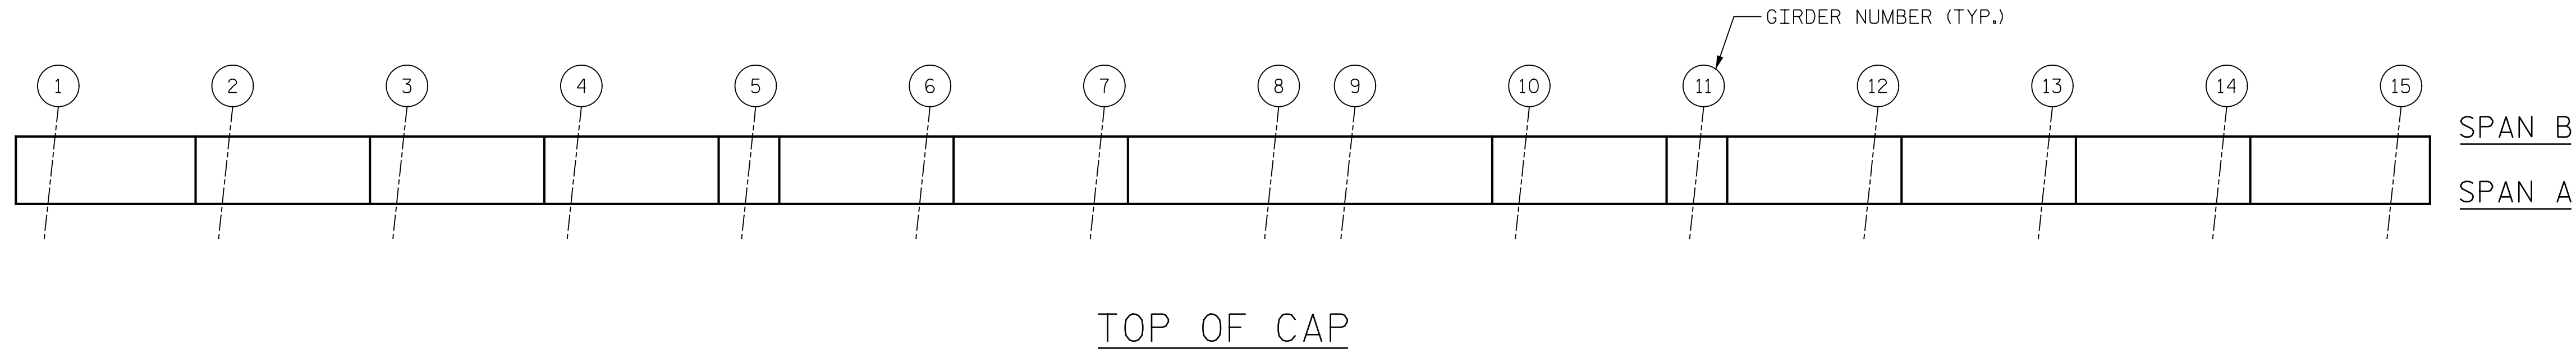 GIRDER NUMBER (TYP.)
1 2 3 4 5 6 7 8 9 10 11 12 13 14 15
SPAN B
SPAN A
TOP OF CAP